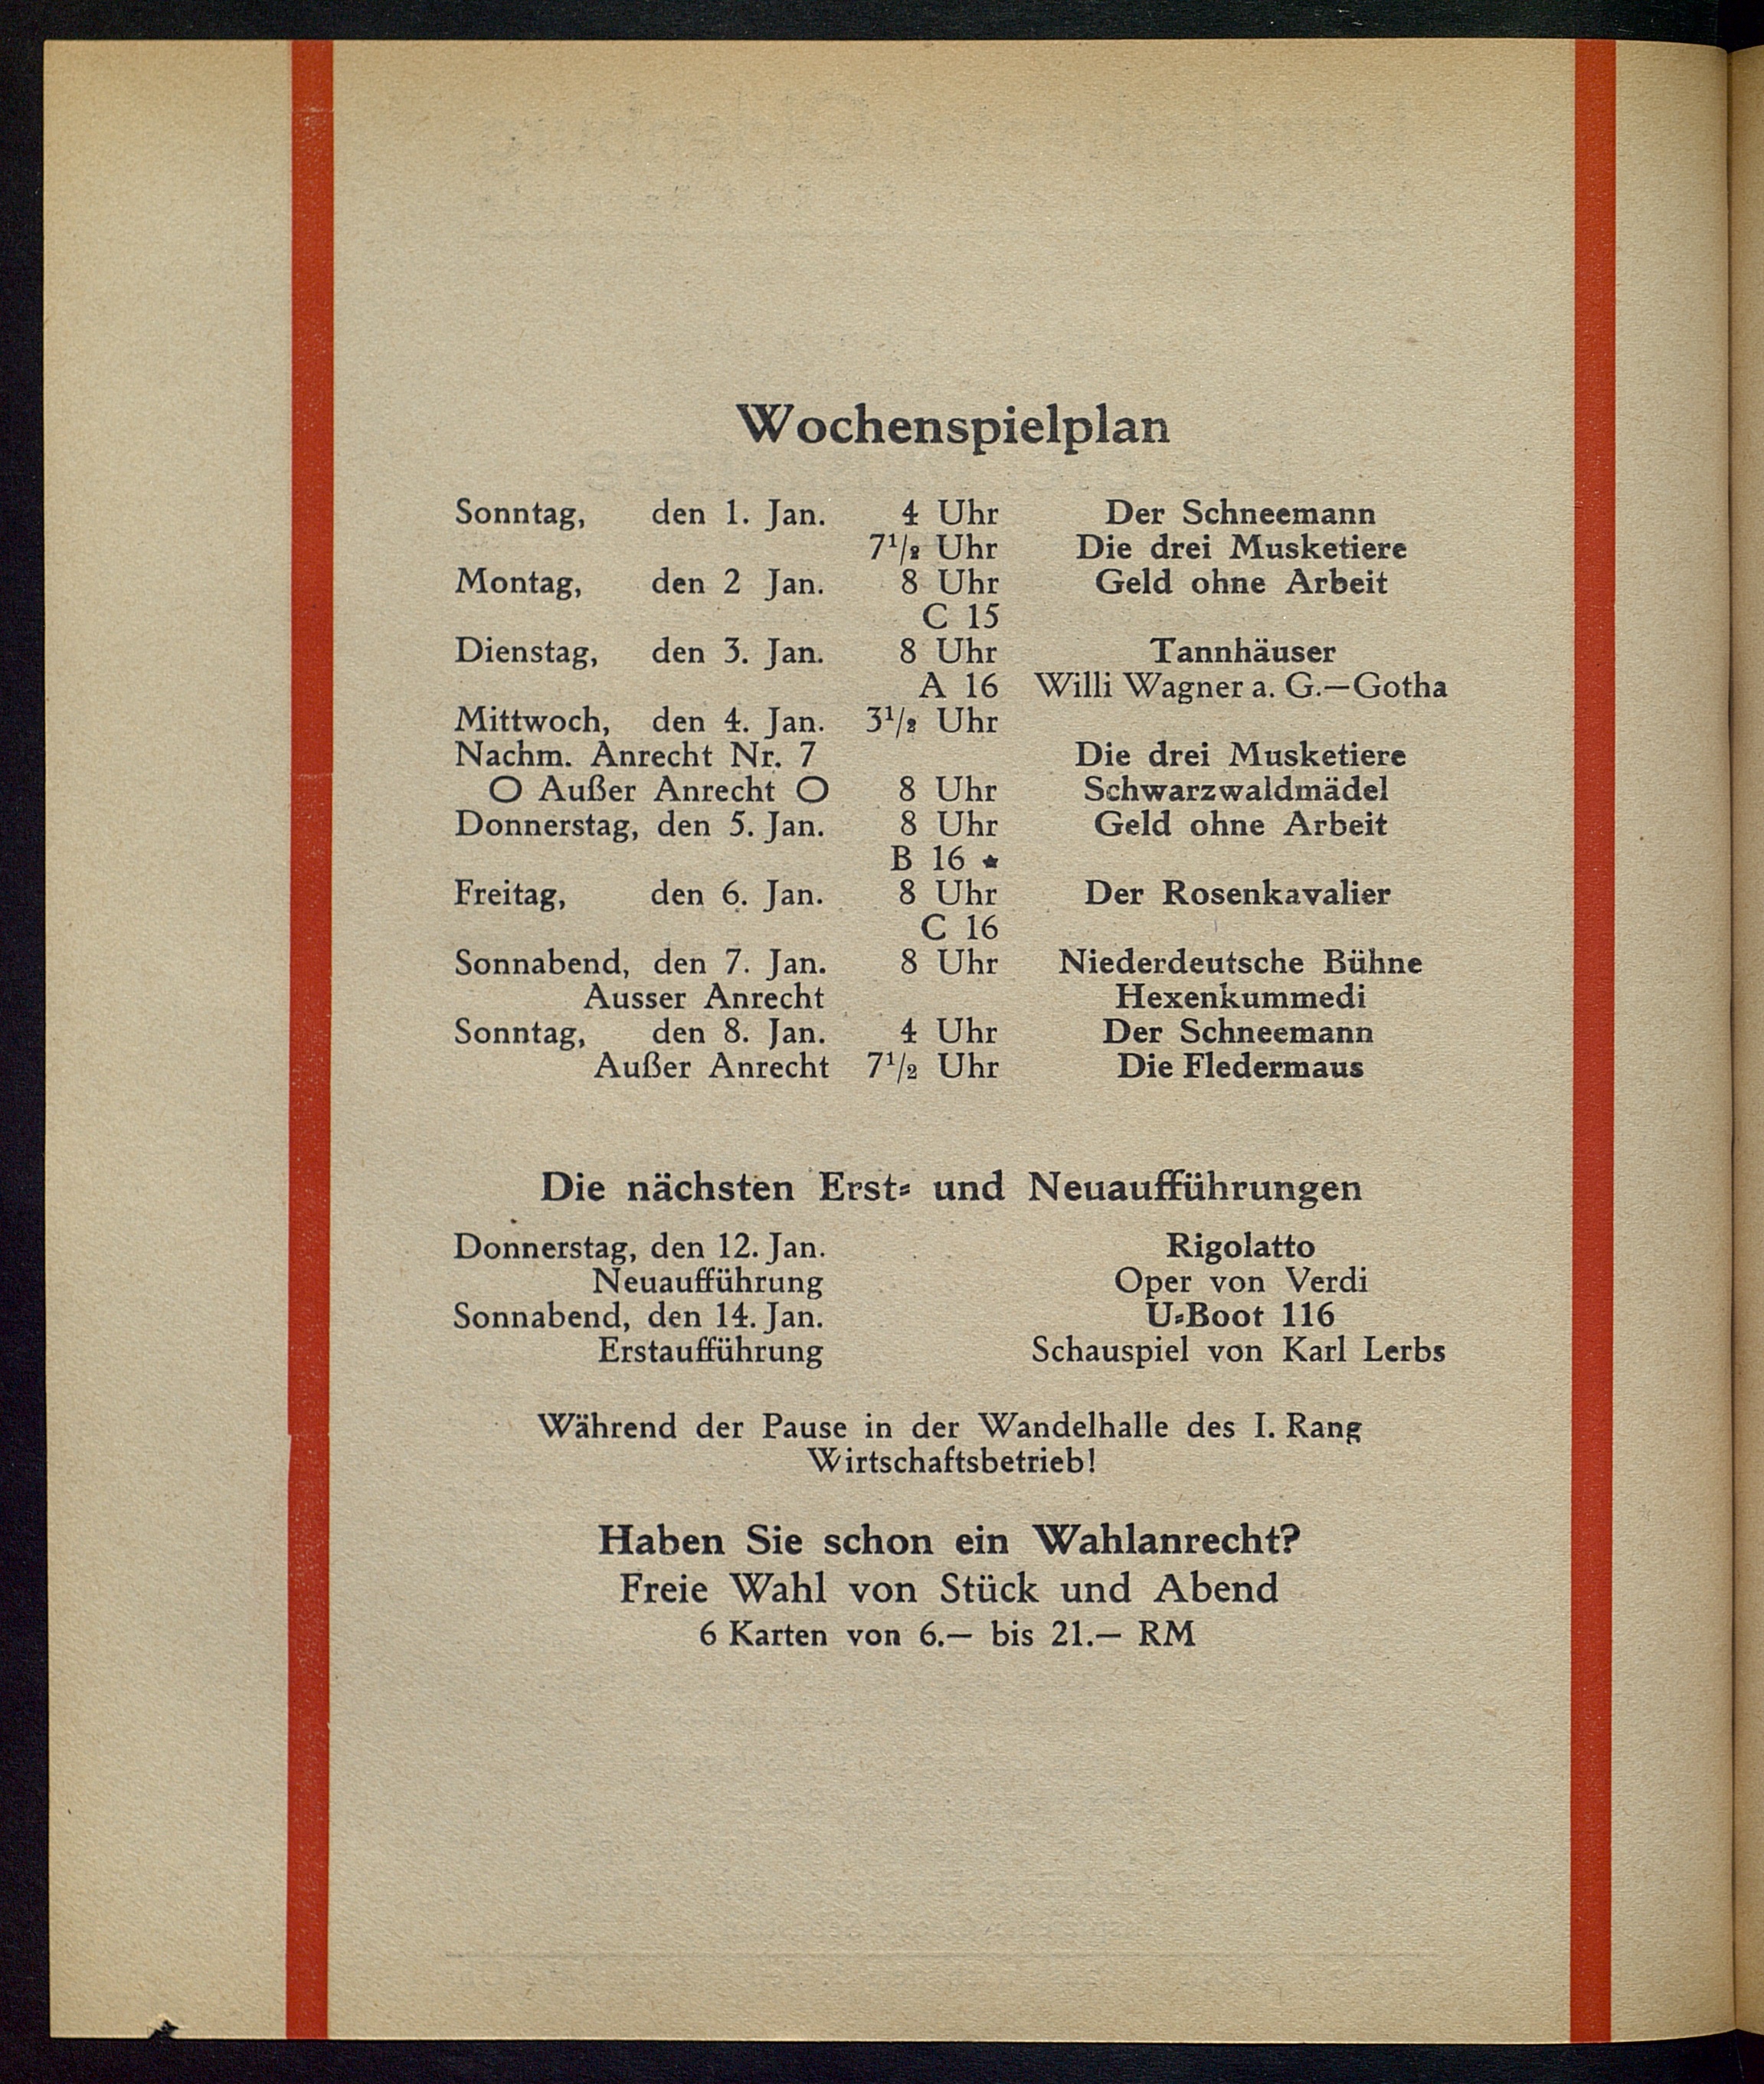 Wochenspielplan
Sonntag, den 1. Jan. 4 Uhr Der Schneemann
7½ Uhr Die drei Musketiere
Montag, den 2 Jan. 8 Uhr Geld ohne Arbeit
C 15
Dienstag, den 3. Jan. 8 Uhr Tannhäuser
A 16 Willi Wagner a. G.—Gotha
Mittwoch, den 4. Jan. 3½ Uhr
Nachm. Anrecht Nr. 7 Die drei Musketiere
O Außer Anrecht O 8 Uhr Schwarzwaldmädel
Donnerstag, den 5. Jan. 8 Uhr Geld ohne Arbeit
B 16 ★
Freitag, den 6. Jan. 8 Uhr Der Rosenkavalier
C 16
Sonnabend, den 7. Jan. 8 Uhr Niederdeutsche Bühne
Ausser Anrecht Hexenkummedi
Sonntag, den 8. Jan. 4 Uhr Der Schneemann
Außer Anrecht 7½ Uhr Die Fledermaus
Die nächsten Erst- und Neuaufführungen
Donnerstag, den 12. Jan. Rigolatto
Neuaufführung Oper von Verdi
Sonnabend, den 14. Jan. U-Boot 116
Erstaufführung Schauspiel von Karl Lerbs
Während der Pause in der Wandelhalle des I. Rang
Wirtschaftsbetrieb!
Haben Sie schon ein Wahlanrecht?
Freie Wahl von Stück und Abend
6 Karten von 6.— bis 21.— RM